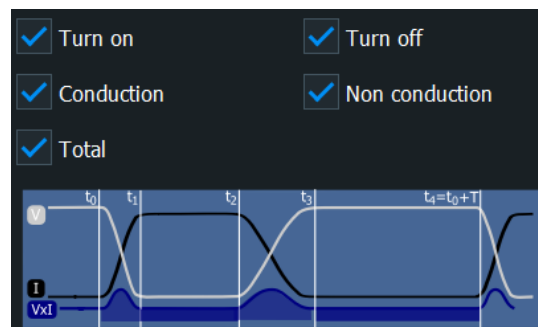 Turn on Turn off
Conduction Non conduction
Total
t₀ t₁ t₂ t₃ t₄=t₀+T
V
I
VxI